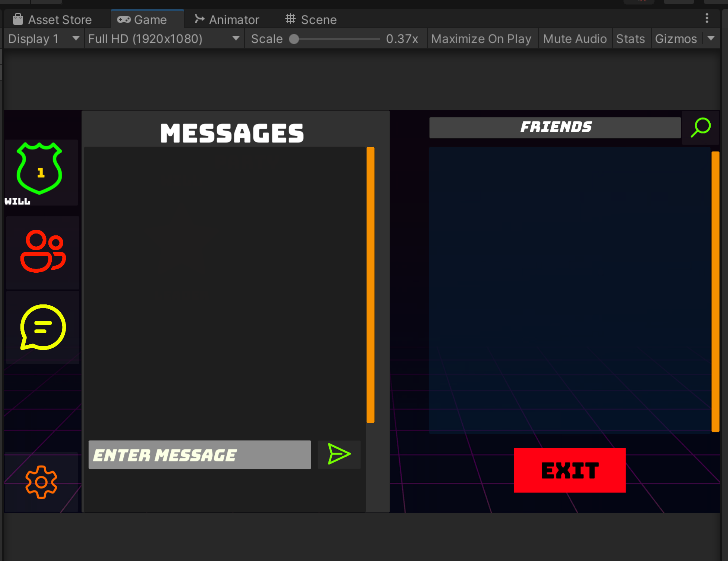 Asset Store
Game
Animator
Scene
Display 1
Full HD (1920x1080)
Scale
0.37x
Maximize On Play
Mute Audio
Stats
Gizmos
MESSAGES
FRIENDS
1
WILL
ENTER MESSAGE
EXIT